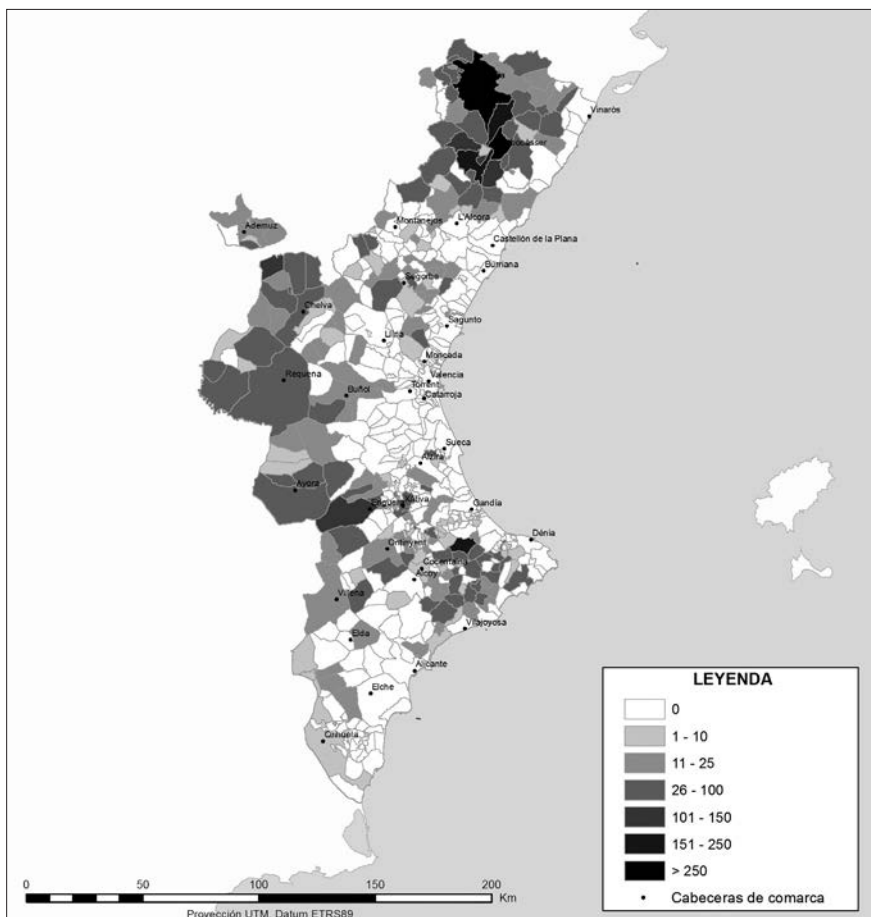 Vinaròs
Ademuz
Montanejos
L'Alcora
Castellón de la Plana
Burriana
Segorbe
Chelva
Sagunto
Llíria
Moncada
Requena
Valencia
Torrent
Buñol
Catarroja
Sueca
Alzira
Ayora
Xàtiva
Enguera
Gandía
Dénia
Ontinyent
Cocentaina
Alcoy
Villena
Vilajoyosa
Elda
Alicante
Elche
Orihuela
LEYENDA
0
1 - 10
11 - 25
26 - 100
101 - 150
151 - 250
> 250
Cabeceras de comarca
0 50 100 150 200
Km
Proyección UTM. Datum ETRS89